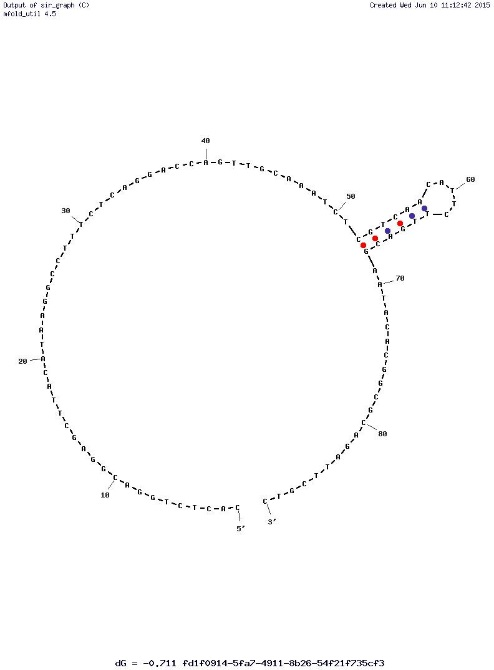 Output of sir_graph (C)
mfold_util 4.5
Created Wed Jun 10 11:12:42 2015
40
50
60
30
70
20
80
10
5'
3'
CACTCTGGACGGAGCTTACATAAGGCCTTTCTCAGGACCAGTTGCAAATCTCGTCAACATTCTTGACGAATACACGGCGCAGATTCGTC
dG = -0.711 fd1f0914-5fa7-4911-8b26-54f21f735cf3